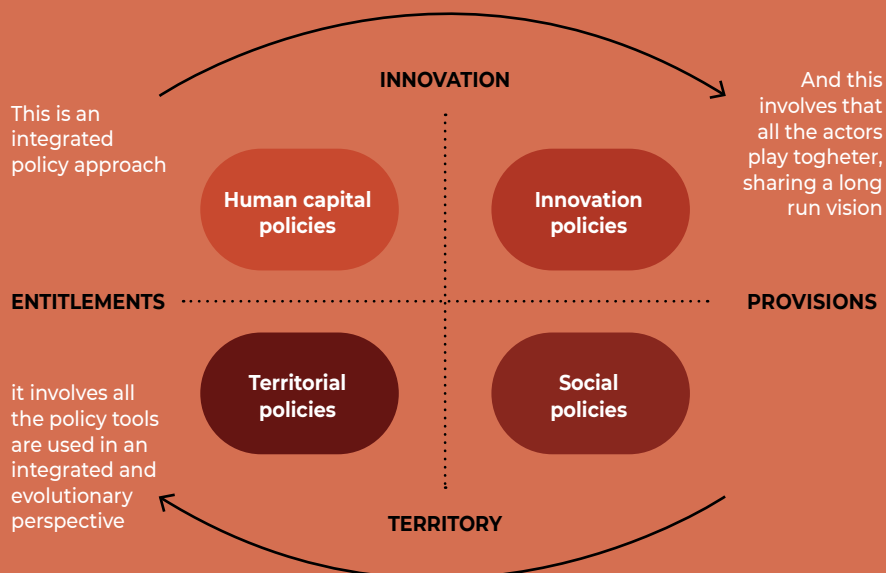 INNOVATION
This is an
integrated
policy approach
And this
involves that
all the actors
play togheter,
sharing a long
run vision
Human capital
policies
Innovation
policies
ENTITLEMENTS
PROVISIONS
Territorial
policies
Social
policies
it involves all
the policy tools
are used in an
integrated and
evolutionary
perspective
TERRITORY